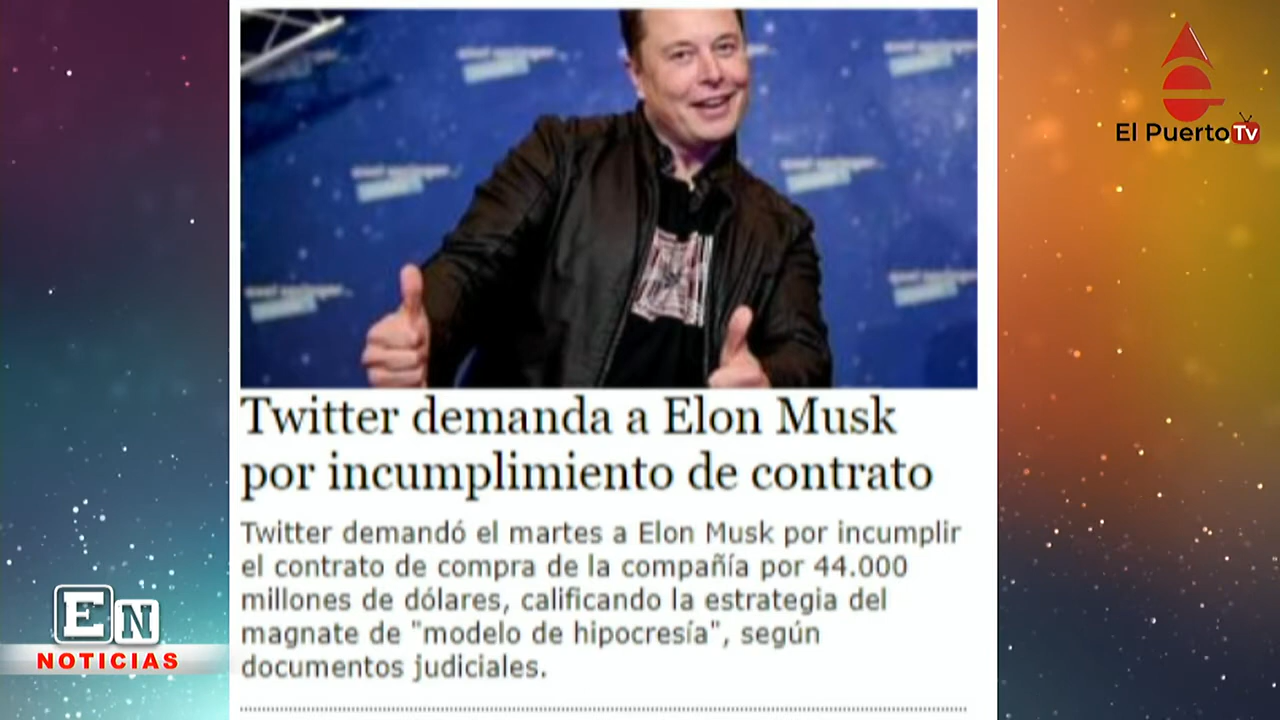 El Puerto Tv
Twitter demanda a Elon Musk
por incumplimiento de contrato
Twitter demandó el martes a Elon Musk por incumplir
el contrato de compra de la compañía por 44.000
millones de dólares, calificando la estrategia del
magnate de "modelo de hipocresía", según
documentos judiciales.
EN
NOTICIAS